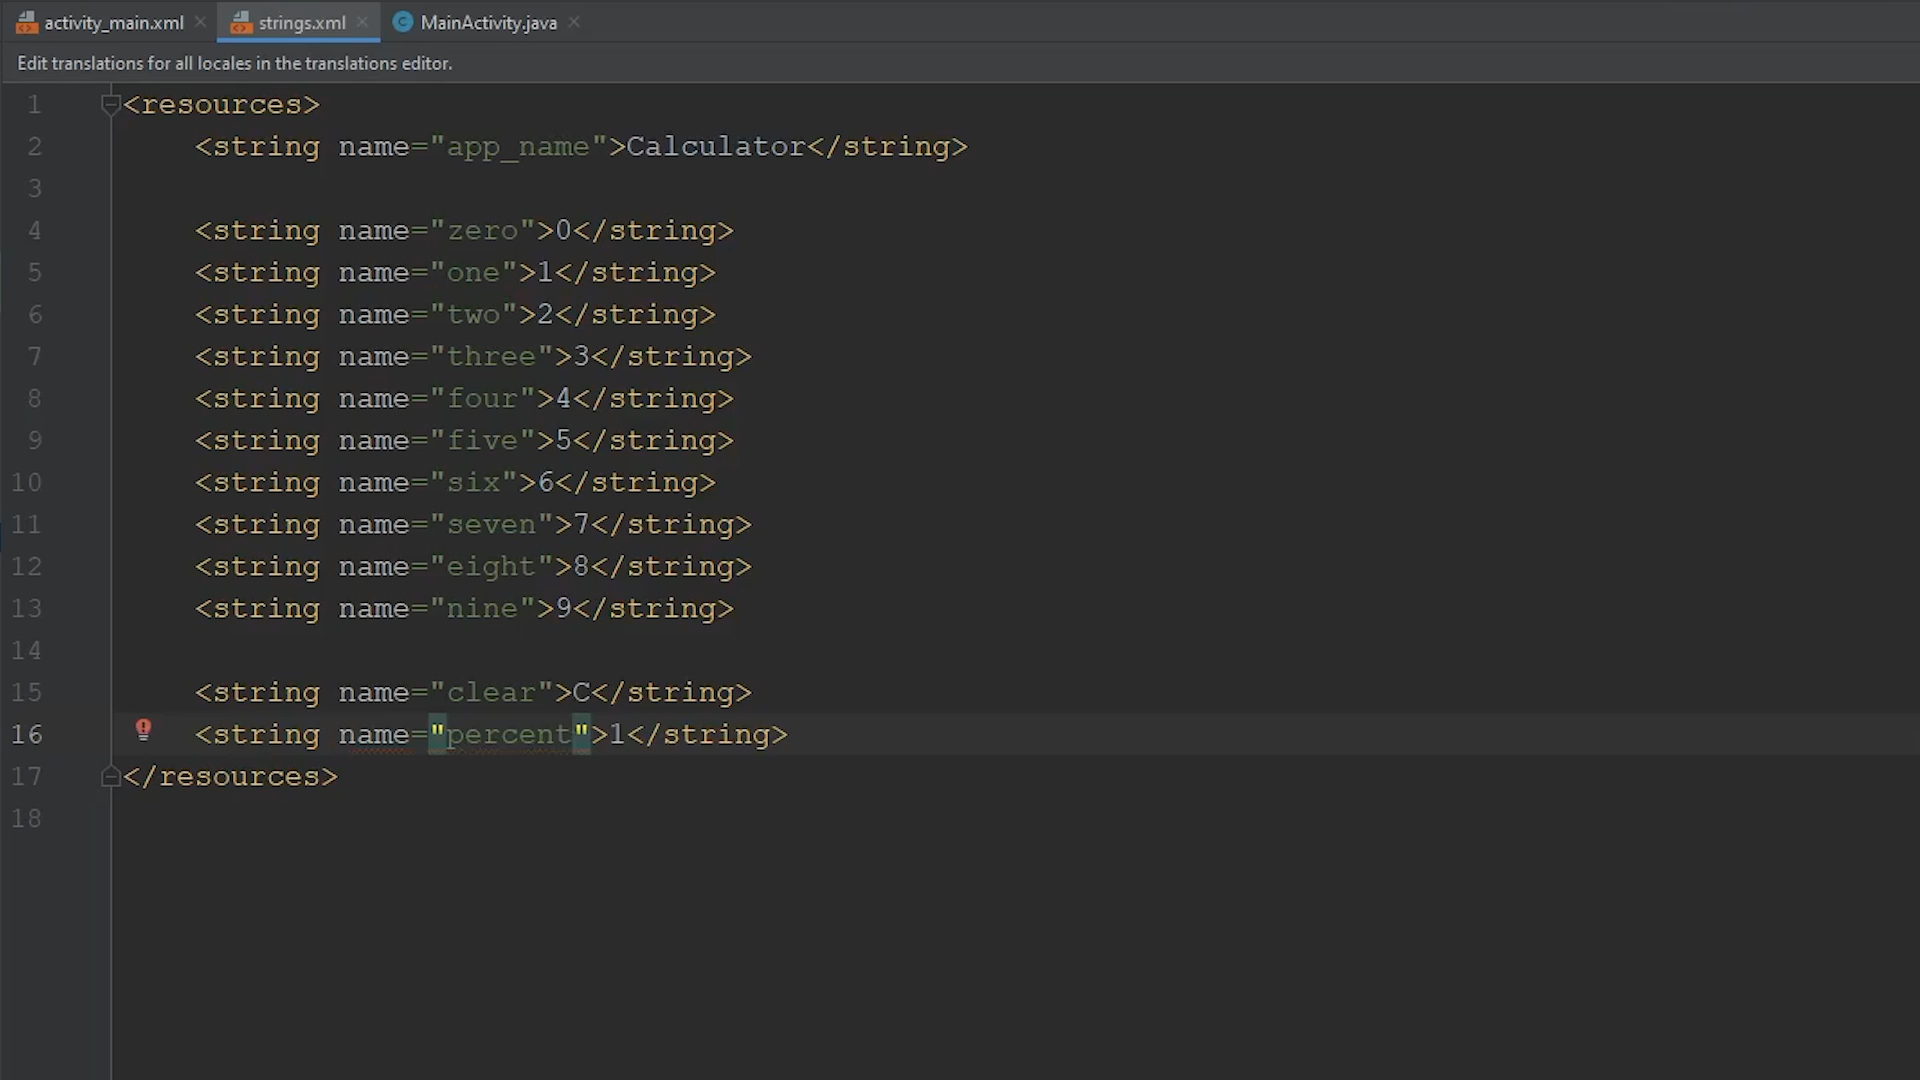 activity_main.xml strings.xml MainActivity.java
Edit translations for all locales in the translations editor.
1 <resources>
2 <string name="app_name">Calculator</string>
3
4 <string name="zero">0</string>
5 <string name="one">1</string>
6 <string name="two">2</string>
7 <string name="three">3</string>
8 <string name="four">4</string>
9 <string name="five">5</string>
10 <string name="six">6</string>
11 <string name="seven">7</string>
12 <string name="eight">8</string>
13 <string name="nine">9</string>
14
15 <string name="clear">C</string>
16 <string name="percent">1</string>
17 </resources>
18